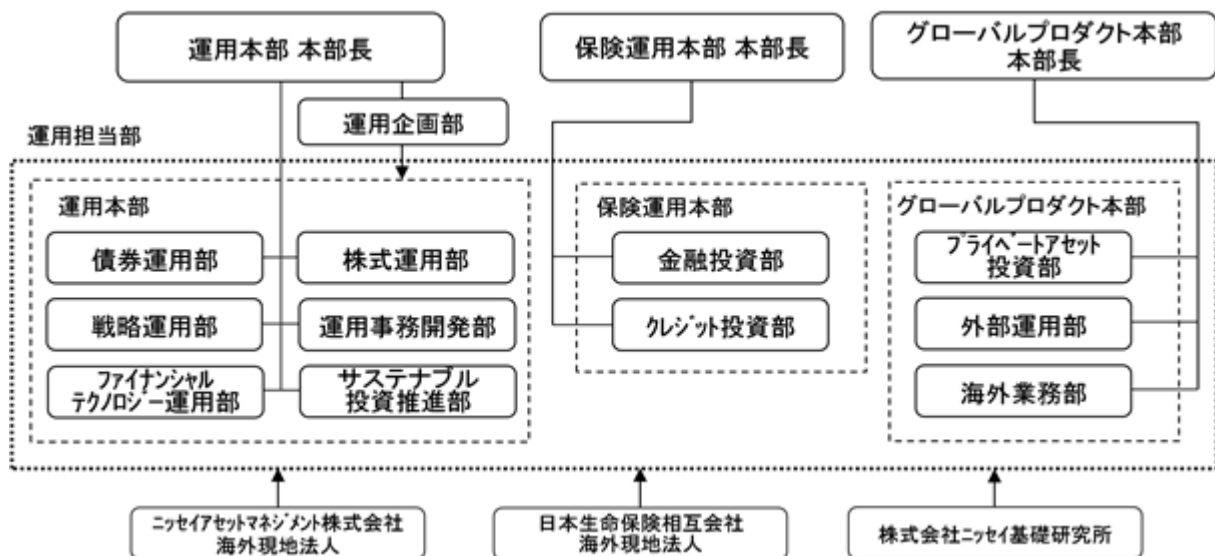 運用本部 本部長
保険運用本部 本部長
グローバルプロダクト本部
本部長
運用企画部
運用担当部
運用本部
債券運用部
株式運用部
戦略運用部
運用事務開発部
ファイナンシャル
テクノロジー運用部
サステナブル
投資推進部
保険運用本部
金融投資部
クレジット投資部
グローバルプロダクト本部
プライベートアセット
投資部
外部運用部
海外業務部
ニッセイアセットマネジメント株式会社
海外現地法人
日本生命保険相互会社
海外現地法人
株式会社ニッセイ基礎研究所